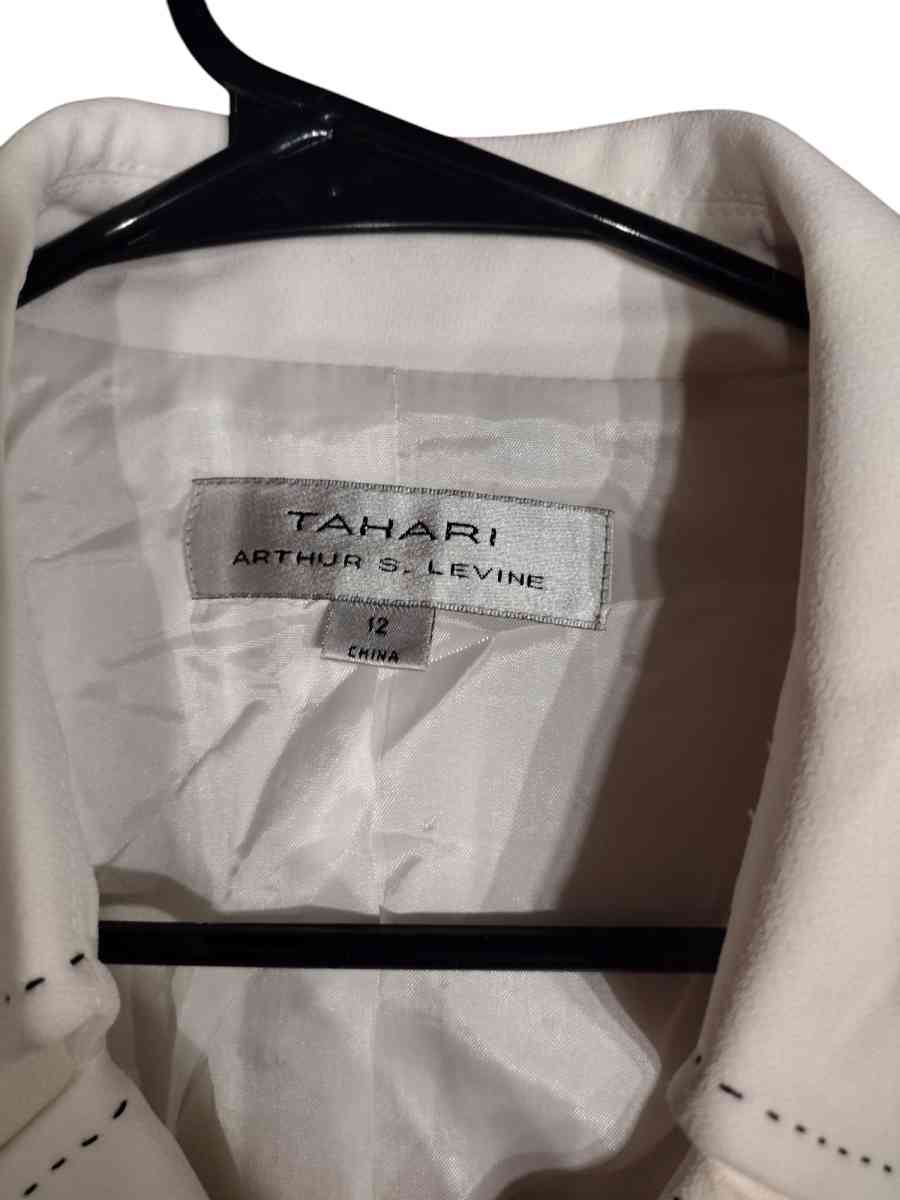 TAHARI
ARTHUR S. LEVINE
12
CHINA